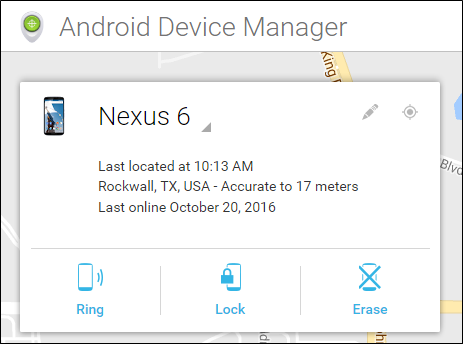 Android Device Manager
King
Nexus 6
Last located at 10:13 AM
Rockwall, TX, USA - Accurate to 17 meters
Last online October 20, 2016
Ring
Lock
Erase